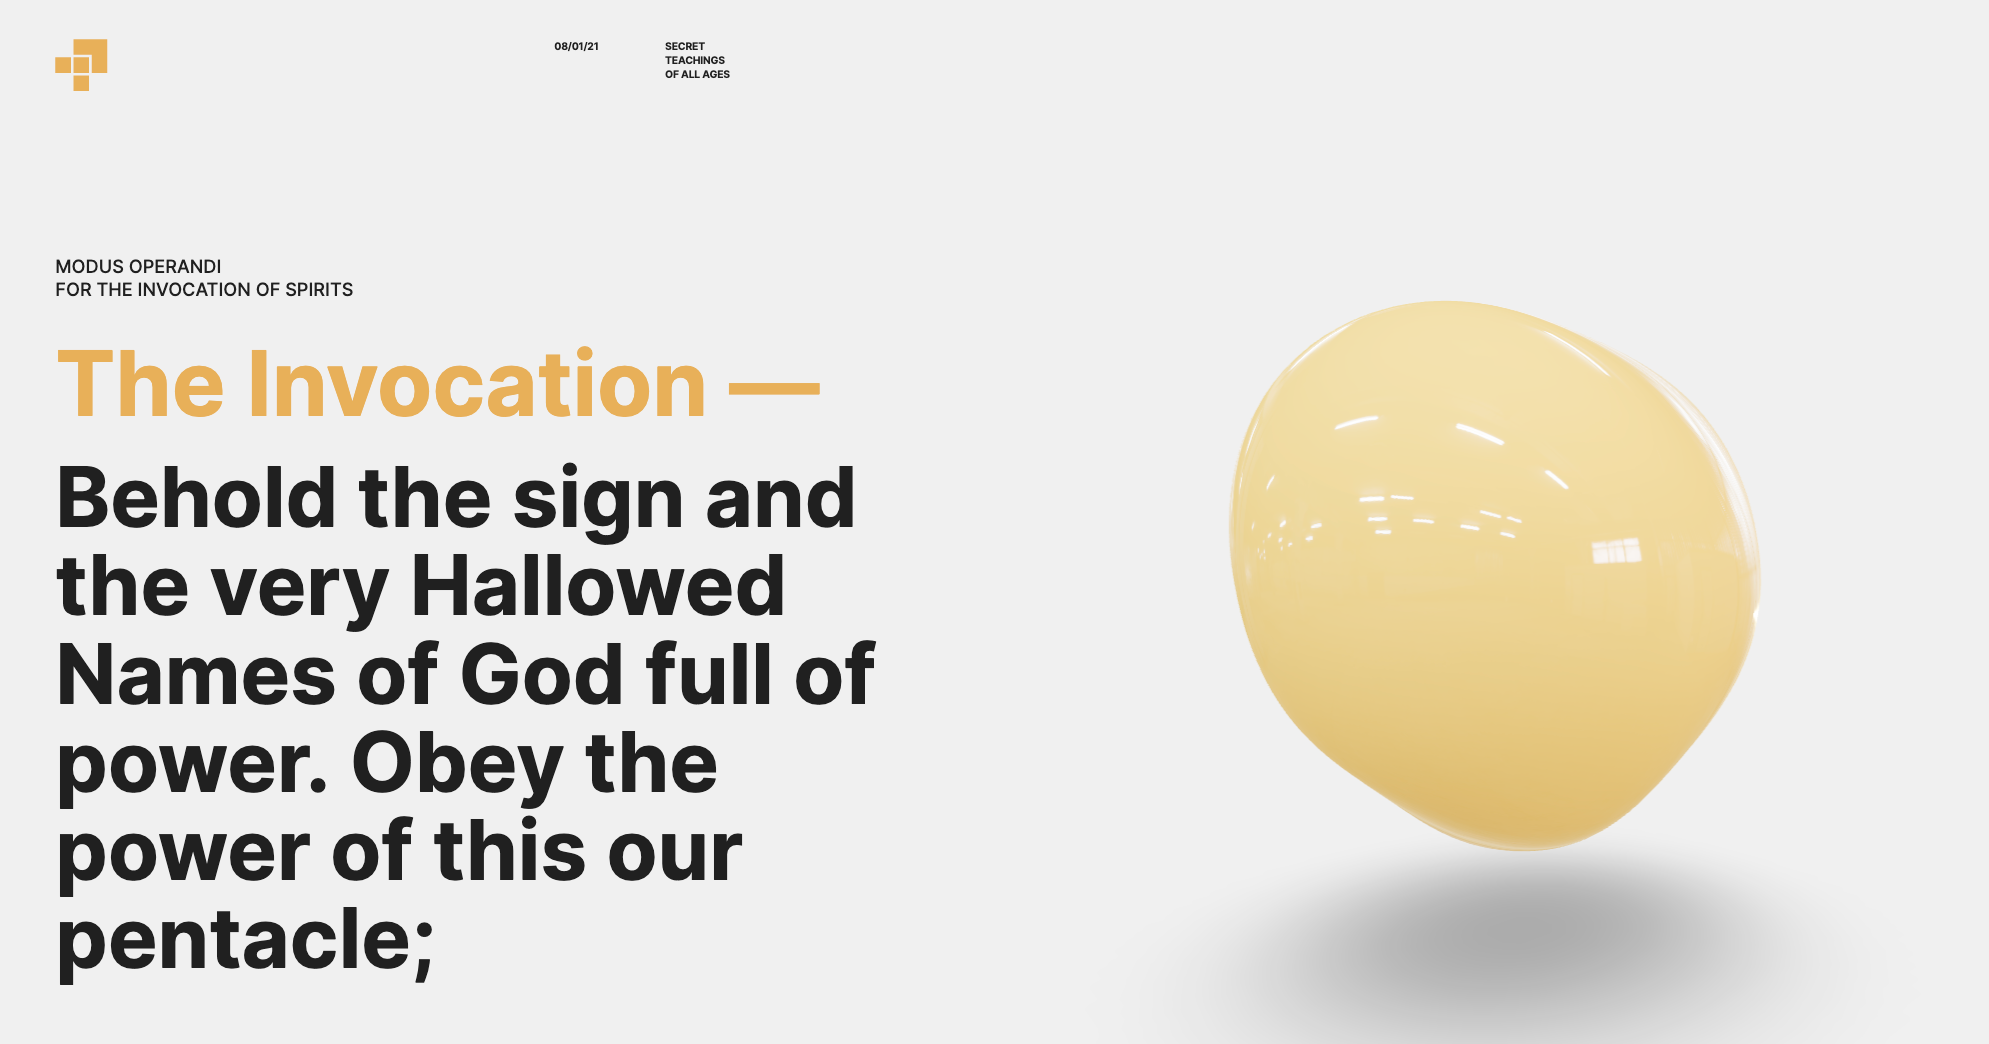 08/01/21
SECRET
TEACHINGS
OF ALL AGES
MODUS OPERANDI
FOR THE INVOCATION OF SPIRITS
The Invocation —
Behold the sign and
the very Hallowed
Names of God full of
power. Obey the
power of this our
pentacle;